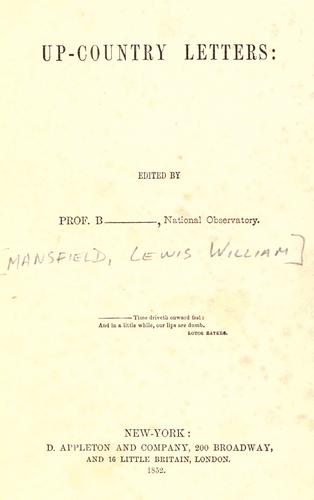 UP-COUNTRY LETTERS:
EDITED BY
PROF. B———, National Observatory.
[MANSFIELD, LEWIS WILLIAM]
——— Time driveth onward fast:
And in a little while, our lips are dumb.
LOTOS EATERS.
NEW-YORK:
D. APPLETON AND COMPANY, 200 BROADWAY,
AND 16 LITTLE BRITAIN, LONDON.
1852.